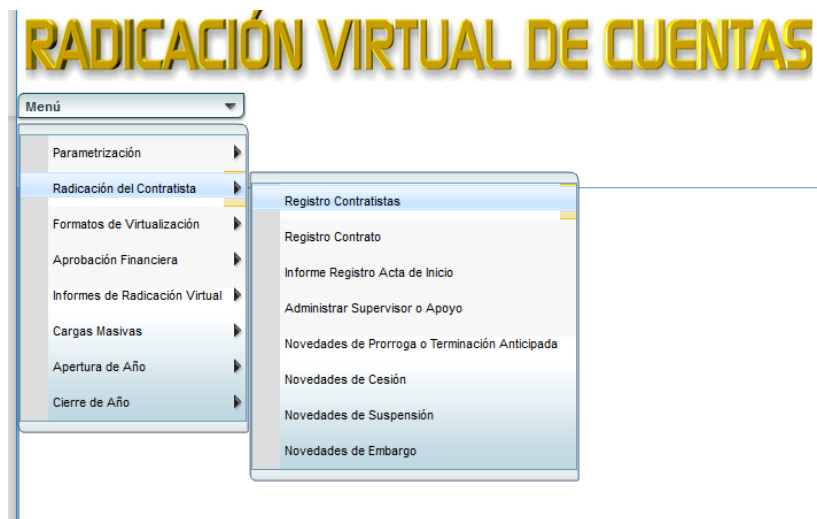 RADICACIÓN VIRTUAL DE CUENTAS
Menú
Parametrización
Radicación del Contratista
Formatos de Virtualización
Aprobación Financiera
Informes de Radicación Virtual
Cargas Masivas
Apertura de Año
Cierre de Año
Registro Contratistas
Registro Contrato
Informe Registro Acta de Inicio
Administrar Supervisor o Apoyo
Novedades de Prorroga o Terminación Anticipada
Novedades de Cesión
Novedades de Suspensión
Novedades de Embargo